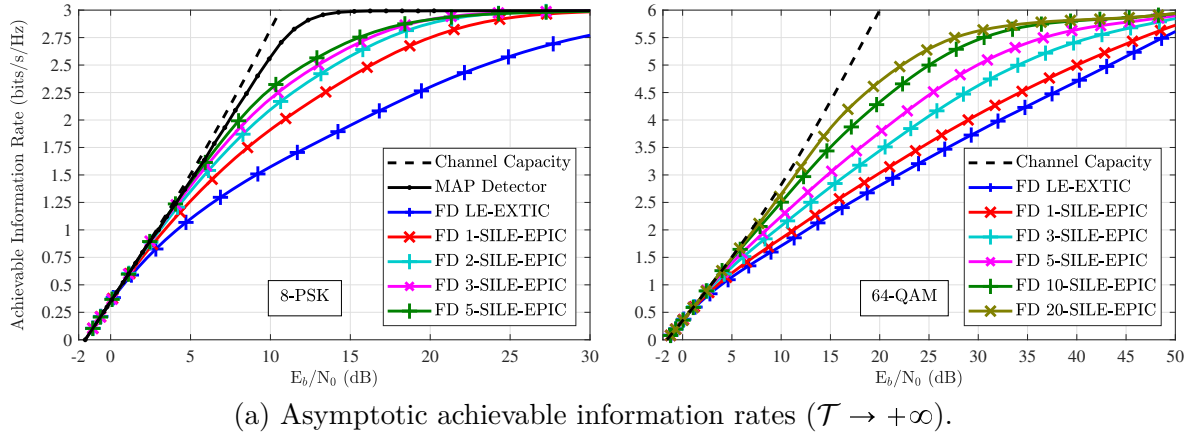 Achievable Information Rate (bits/s/Hz)
3
2.75
2.5
2.25
2
1.75
1.5
1.25
1
0.75
0.5
0.25
0
-2 0 5 10 15 20 25 30
E_b/N_0 (dB)
8-PSK
Channel Capacity
MAP Detector
FD LE-EXTIC
FD 1-SILE-EPIC
FD 2-SILE-EPIC
FD 3-SILE-EPIC
FD 5-SILE-EPIC
6
5.5
5
4.5
4
3.5
3
2.5
2
1.5
1
0.5
0
-2 0 5 10 15 20 25 30 35 40 45 50
E_b/N_0 (dB)
64-QAM
Channel Capacity
FD LE-EXTIC
FD 1-SILE-EPIC
FD 3-SILE-EPIC
FD 5-SILE-EPIC
FD 10-SILE-EPIC
FD 20-SILE-EPIC
(a) Asymptotic achievable information rates (𝒯 → +∞).